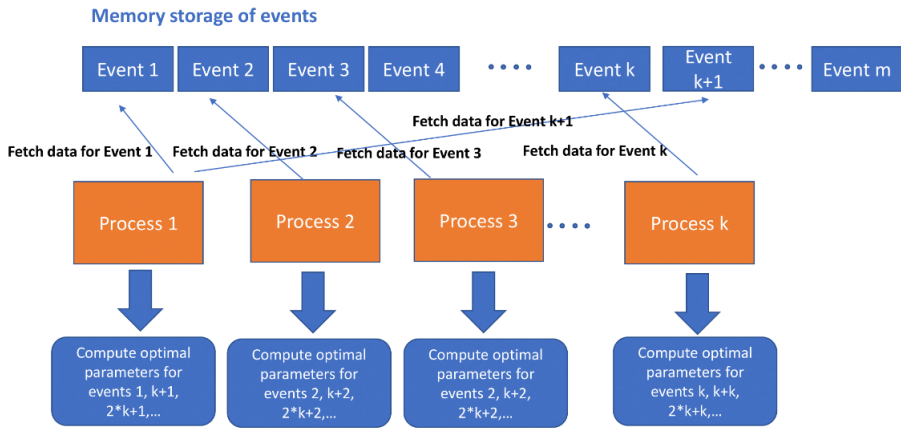 Memory storage of events
Event 1
Event 2
Event 3
Event 4
Event k
Event
k+1
Event m
Fetch data for Event k+1
Fetch data for Event 1
Fetch data for Event 2
Fetch data for Event 3
Fetch data for Event k
Process 1
Process 2
Process 3
Process k
Compute optimal
parameters for
events 1, k+1,
2*k+1,...
Compute optimal
parameters for
events 2, k+2,
2*k+2,...
Compute optimal
parameters for
events 2, k+2,
2*k+2,...
Compute optimal
parameters for
events k, k+k,
2*k+k,...